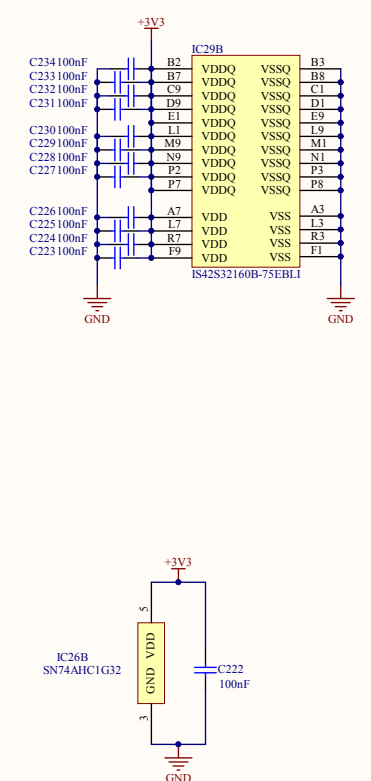 +3V3
IC29B
C234 100nF B2 VDDQ VSSQ B3
C233 100nF B7 VDDQ VSSQ B8
C232 100nF C9 VDDQ VSSQ C1
C231 100nF D9 VDDQ VSSQ D1
E1 VDDQ VSSQ E9
C230 100nF L1 VDDQ VSSQ L9
C229 100nF M9 VDDQ VSSQ M1
C228 100nF N9 VDDQ VSSQ N1
C227 100nF P2 VDDQ VSSQ P3
P7 VDDQ VSSQ P8
C226 100nF A7 VDD VSS A3
C225 100nF L7 VDD VSS L3
C224 100nF R7 VDD VSS R3
C223 100nF F9 VDD VSS F1
IS42S32160B-75EBLI
GND
GND
+3V3
5
IC26B
SN74AHC1G32
GND VDD
C222
100nF
3
GND